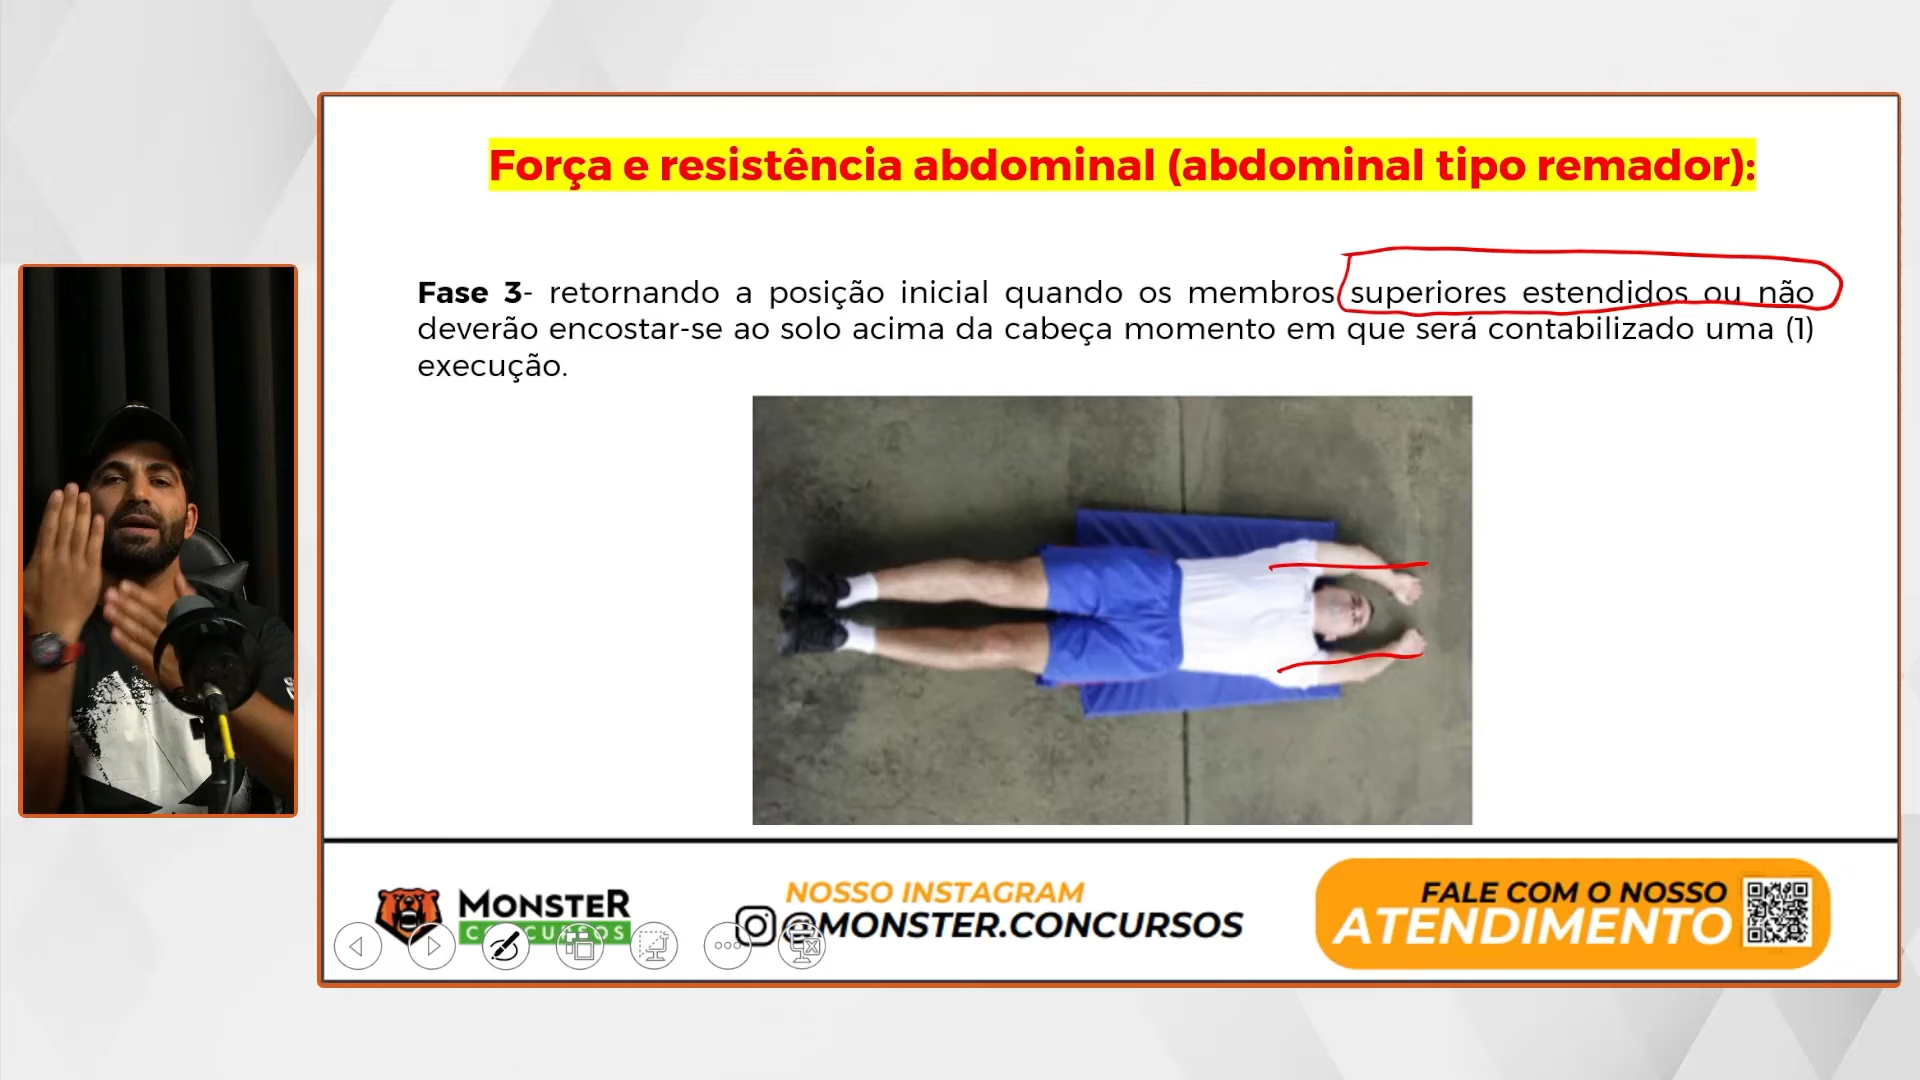 Força e resistência abdominal (abdominal tipo remador):
Fase 3- retornando a posição inicial quando os membros superiores estendidos ou não
deverão encostar-se ao solo acima da cabeça momento em que será contabilizado uma (1)
execução.
MONSTER
CONCURSOS
NOSSO INSTAGRAM
@MONSTER.CONCURSOS
FALE COM O NOSSO
ATENDIMENTO